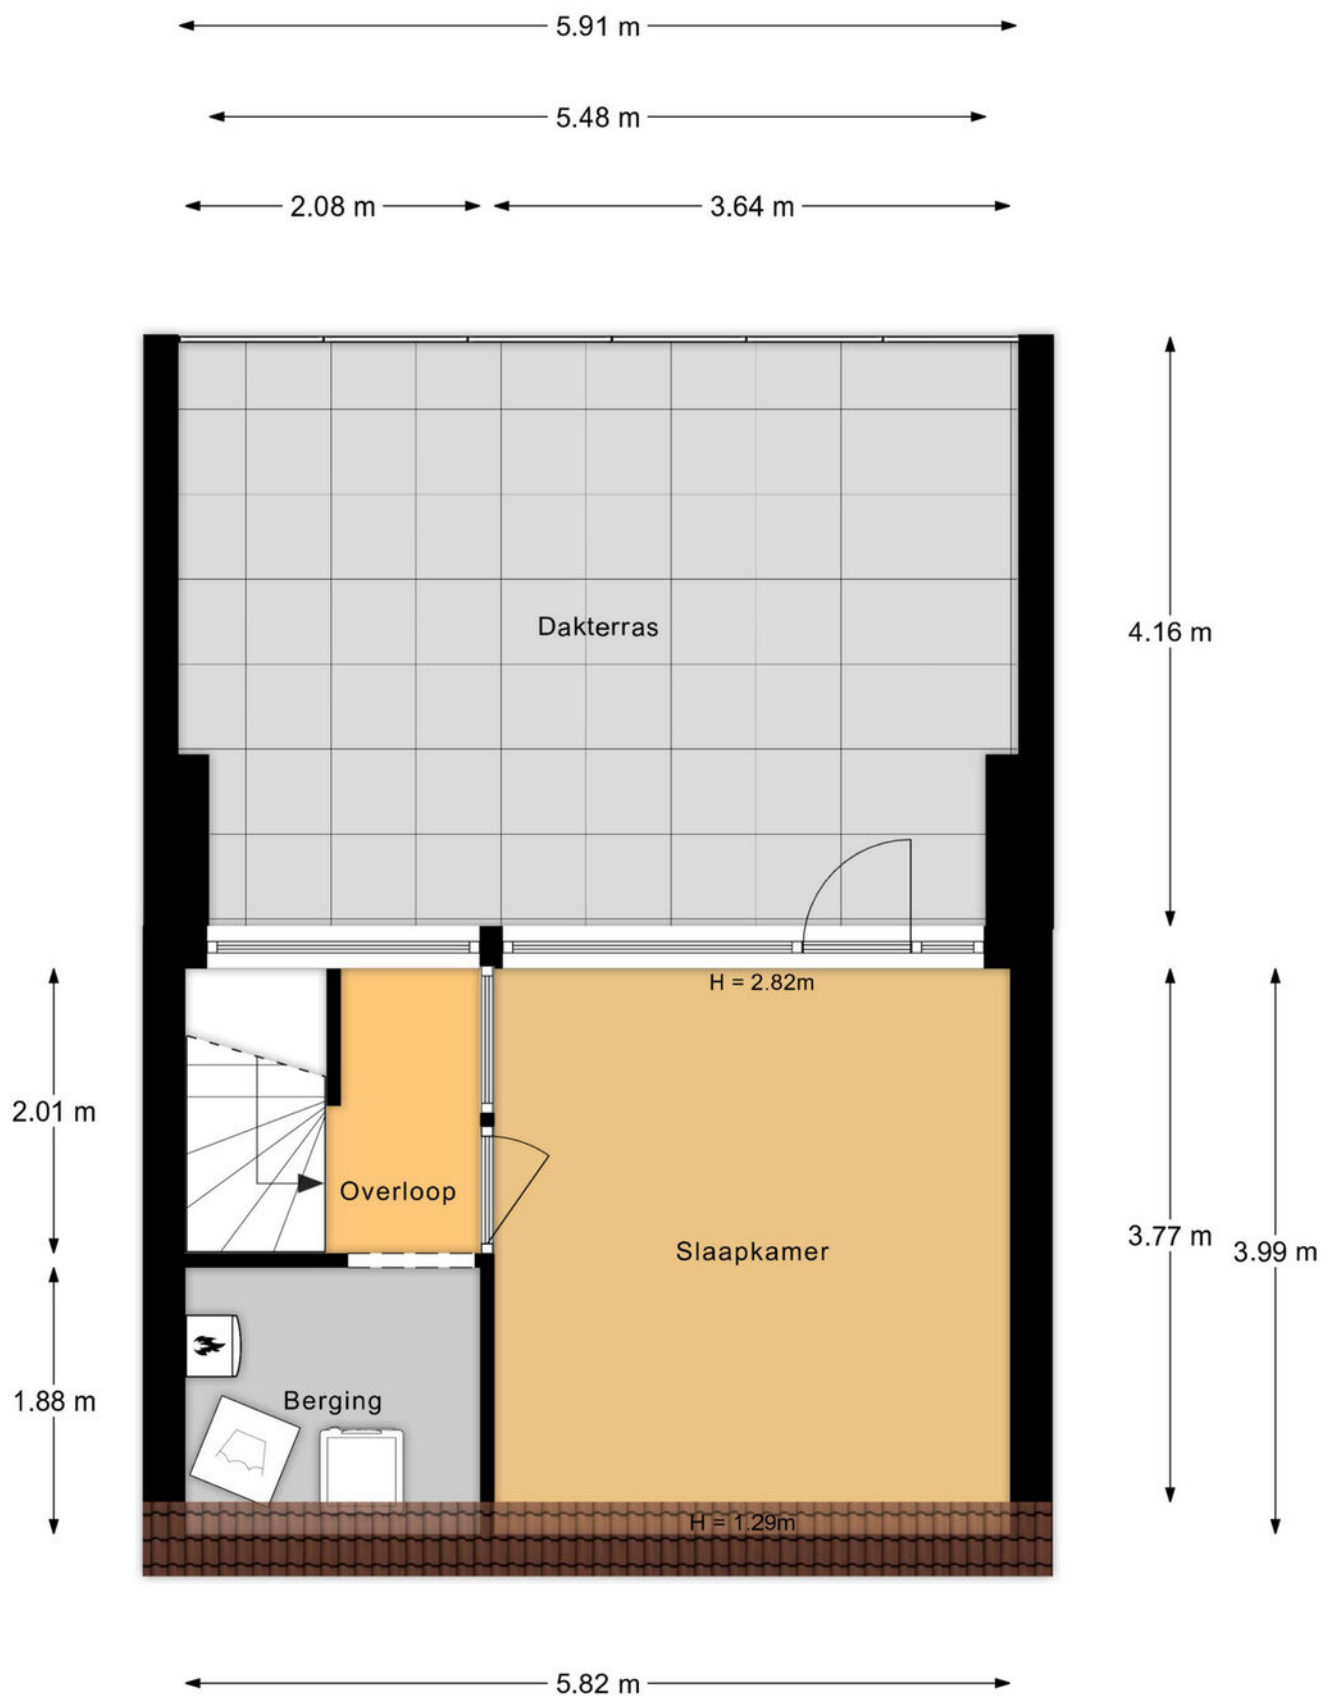 5.91 m
5.48 m
2.08 m
3.64 m
Dakterras
4.16 m
H = 2.82m
2.01 m
Overloop
3.77 m
3.99 m
Slaapkamer
1.88 m
Berging
H = 1.29m
5.82 m